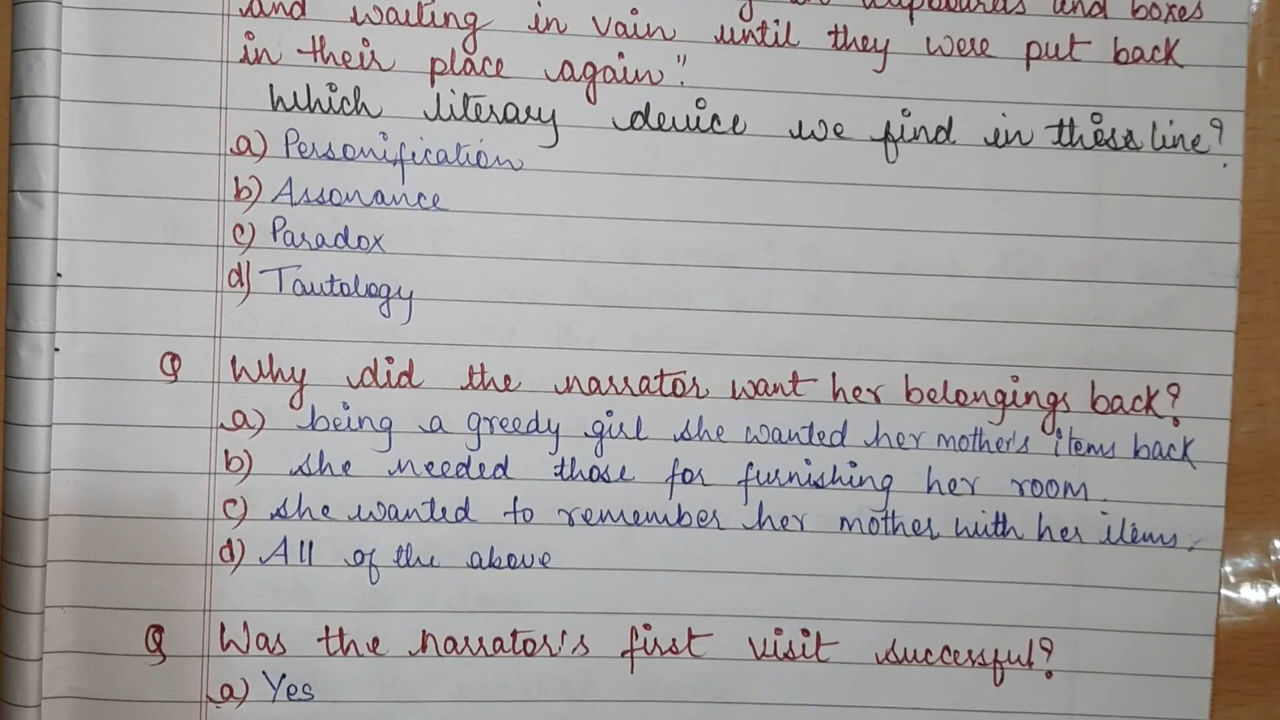 and boxes
and waiting in vain until they were put back
in their place again".
Which literary device we find in these line?
a) Personification
b) Assonance
c) Paradox
d) Tautology
Q Why did the narrator want her belongings back?
a) being a greedy girl she wanted her mother's items back
b) she needed those for furnishing her room.
c) she wanted to remember her mother with her items.
d) All of the above
Q Was the narrator's first visit successful?
a) Yes